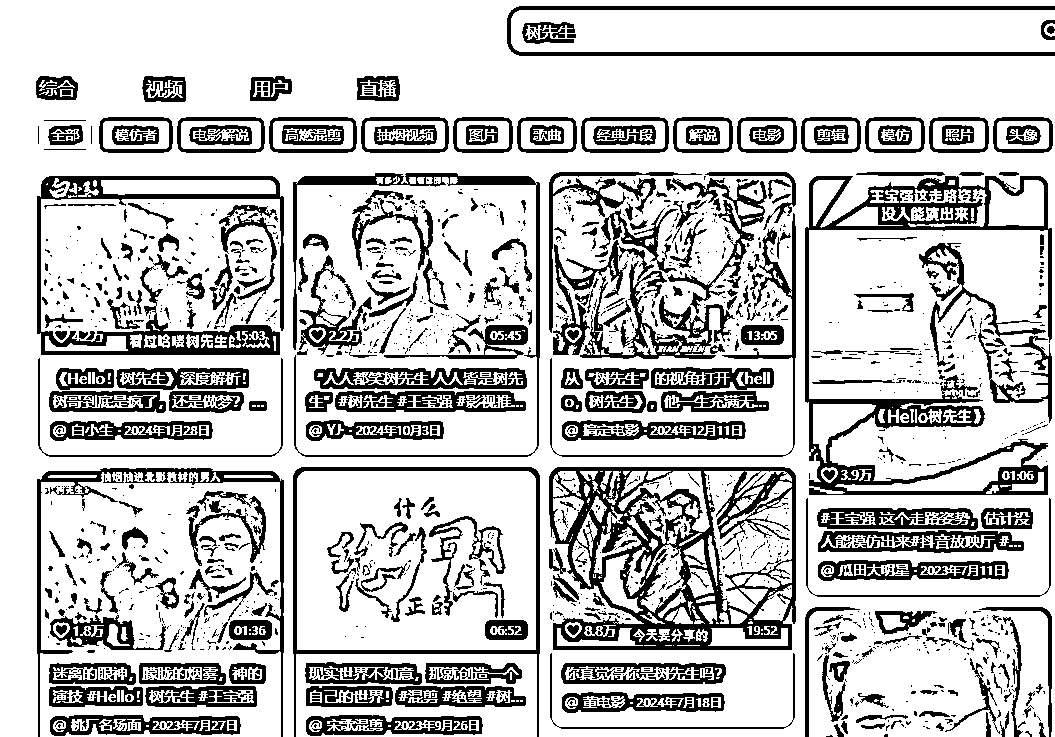 树先生
综合
视频
用户
直播
全部
模仿者
电影解说
高燃混剪
抽烟视频
图片
歌曲
经典片段
解说
电影
剪辑
模仿
照片
头像
白小生
4.2万
15:03
看过哈喽树先生的
《Hello！树先生》深度解析！
树哥到底是疯了，还是做梦？ ...
@ 白小生 · 2024年1月28日
2.2万
05:45
"人人都笑树先生 人人皆是树先
生" #树先生 #王宝强 #影视推...
@ YJ · 2024年10月3日
13:05
从“树先生”的视角打开《hell
o，树先生》，他一生充满无...
@ 搞定电影 · 2024年12月11日
王宝强这走路姿势
没人能演出来！
《Hello树先生》
3.9万
01:06
#王宝强 这个走路姿势，估计没
人能模仿出来#抖音放映厅 #...
@ 瓜田大明星 · 2023年7月11日
抽烟抽进北影教材的男人
1.8万
01:36
迷离的眼神，朦胧的烟雾，神的
演技 #Hello！树先生 #王宝强
@ 桃厂名场面 · 2023年7月27日
什么
绝望
正的
06:52
现实世界不如意，那就创造一个
自己的世界！#混剪 #绝望 #树...
@ 宋歌混剪 · 2023年9月26日
8.8万
今天要分享的
19:52
你真觉得你是树先生吗？
@ 董电影 · 2024年7月18日